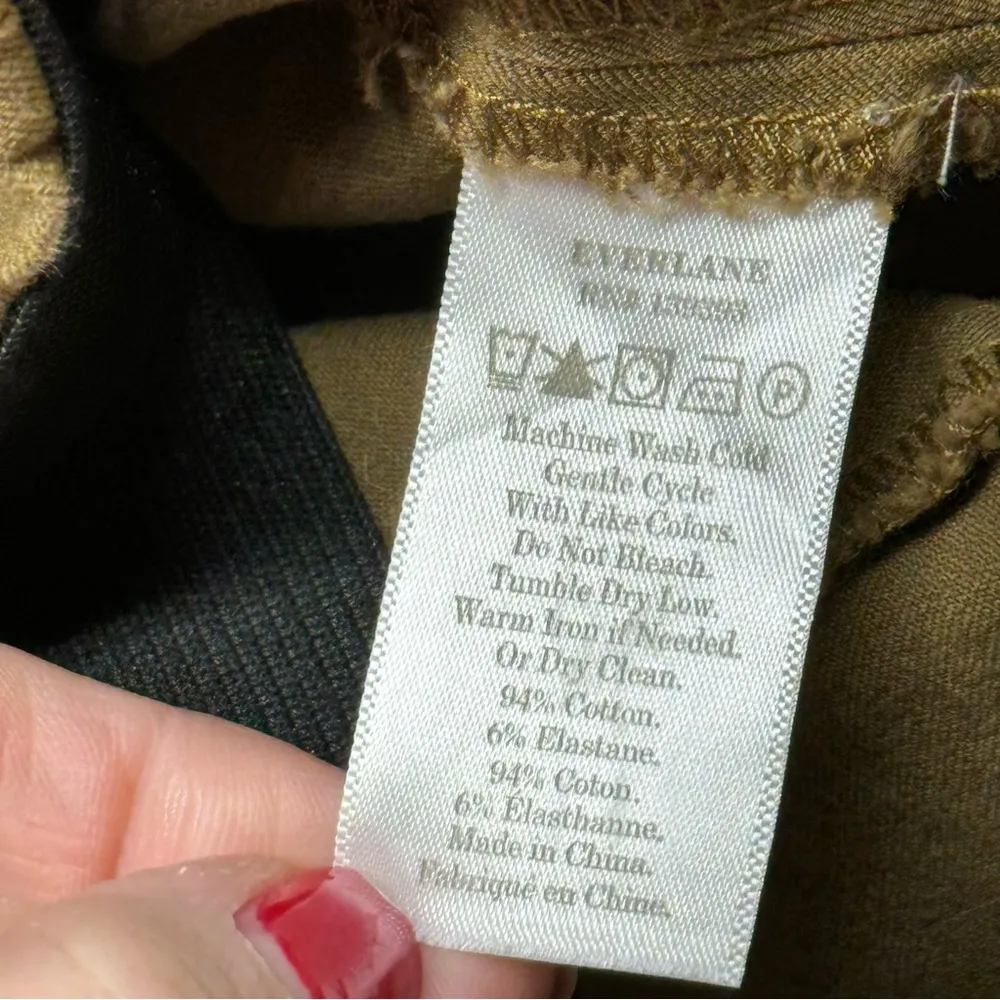 EVERLANE
P
Machine Wash Cold
Gentle Cycle
With Like Colors.
Do Not Bleach.
Tumble Dry Low.
Warm Iron if Needed.
Or Dry Clean.
94% Cotton.
6% Elastane.
94% Coton.
6% Elasthanne.
Made in China.
Fabriqué en Chine.